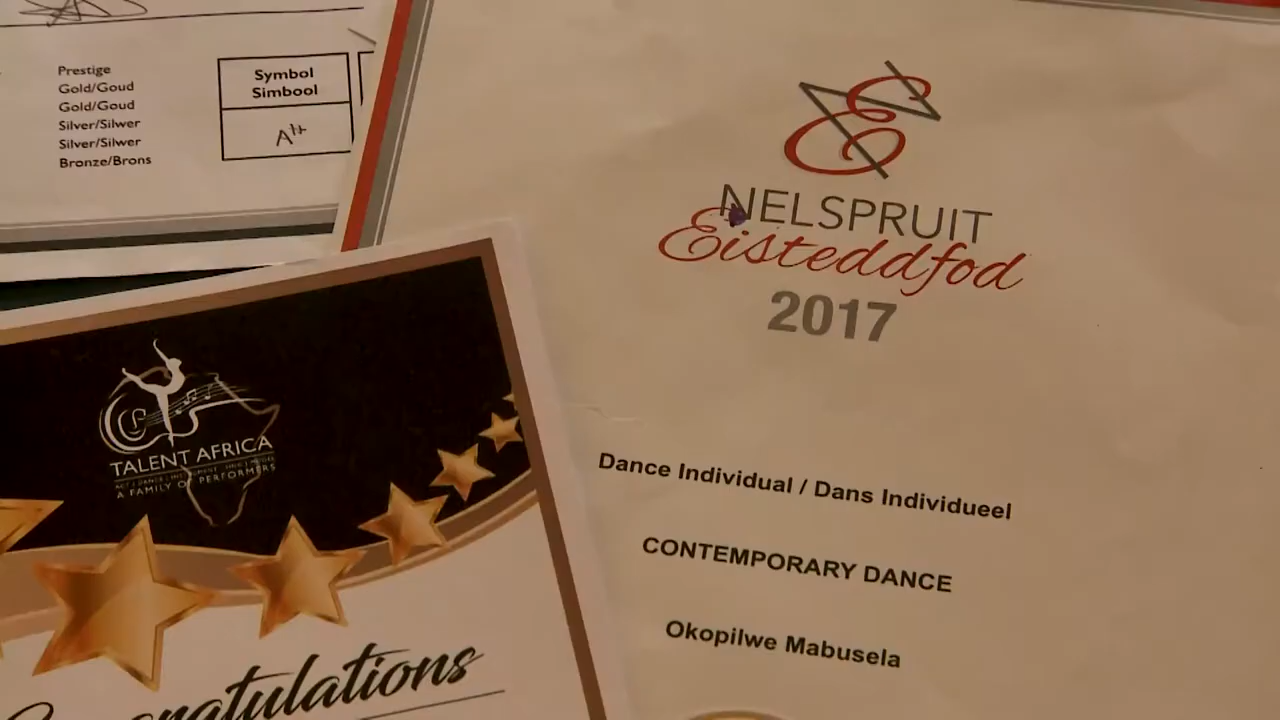 Prestige
Gold/Goud
Gold/Goud
Silver/Silwer
Silver/Silwer
Bronze/Brons
Symbol
Simbool
A++
NELSPRUIT
Eisteddfod
2017
Dance Individual / Dans Individueel
CONTEMPORARY DANCE
Okopilwe Mabusela
TALENT AFRICA
A FAMILY OF PERFORMERS
Congratulations